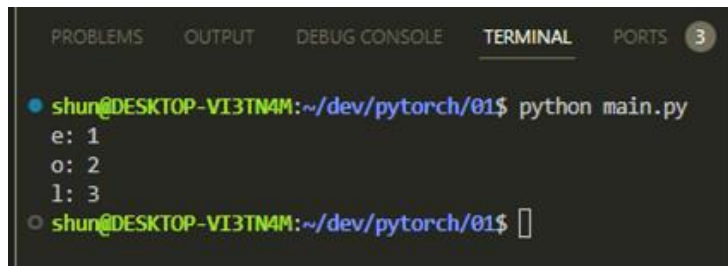 PROBLEMS OUTPUT DEBUG CONSOLE TERMINAL PORTS 3
shun@DESKTOP-VI3TN4M:~/dev/pytorch/01$ python main.py
e: 1
o: 2
l: 3
shun@DESKTOP-VI3TN4M:~/dev/pytorch/01$